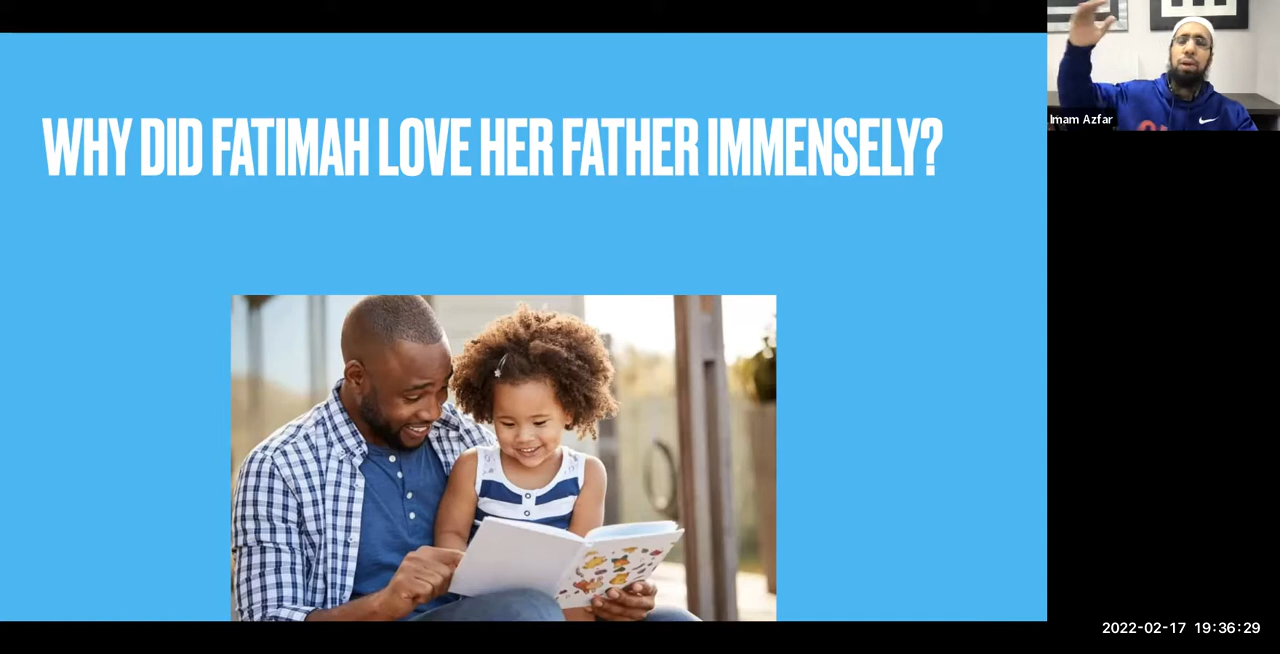 WHY DID FATIMAH LOVE HER FATHER IMMENSELY?
Imam Azfar
2022-02-17 19:36:29